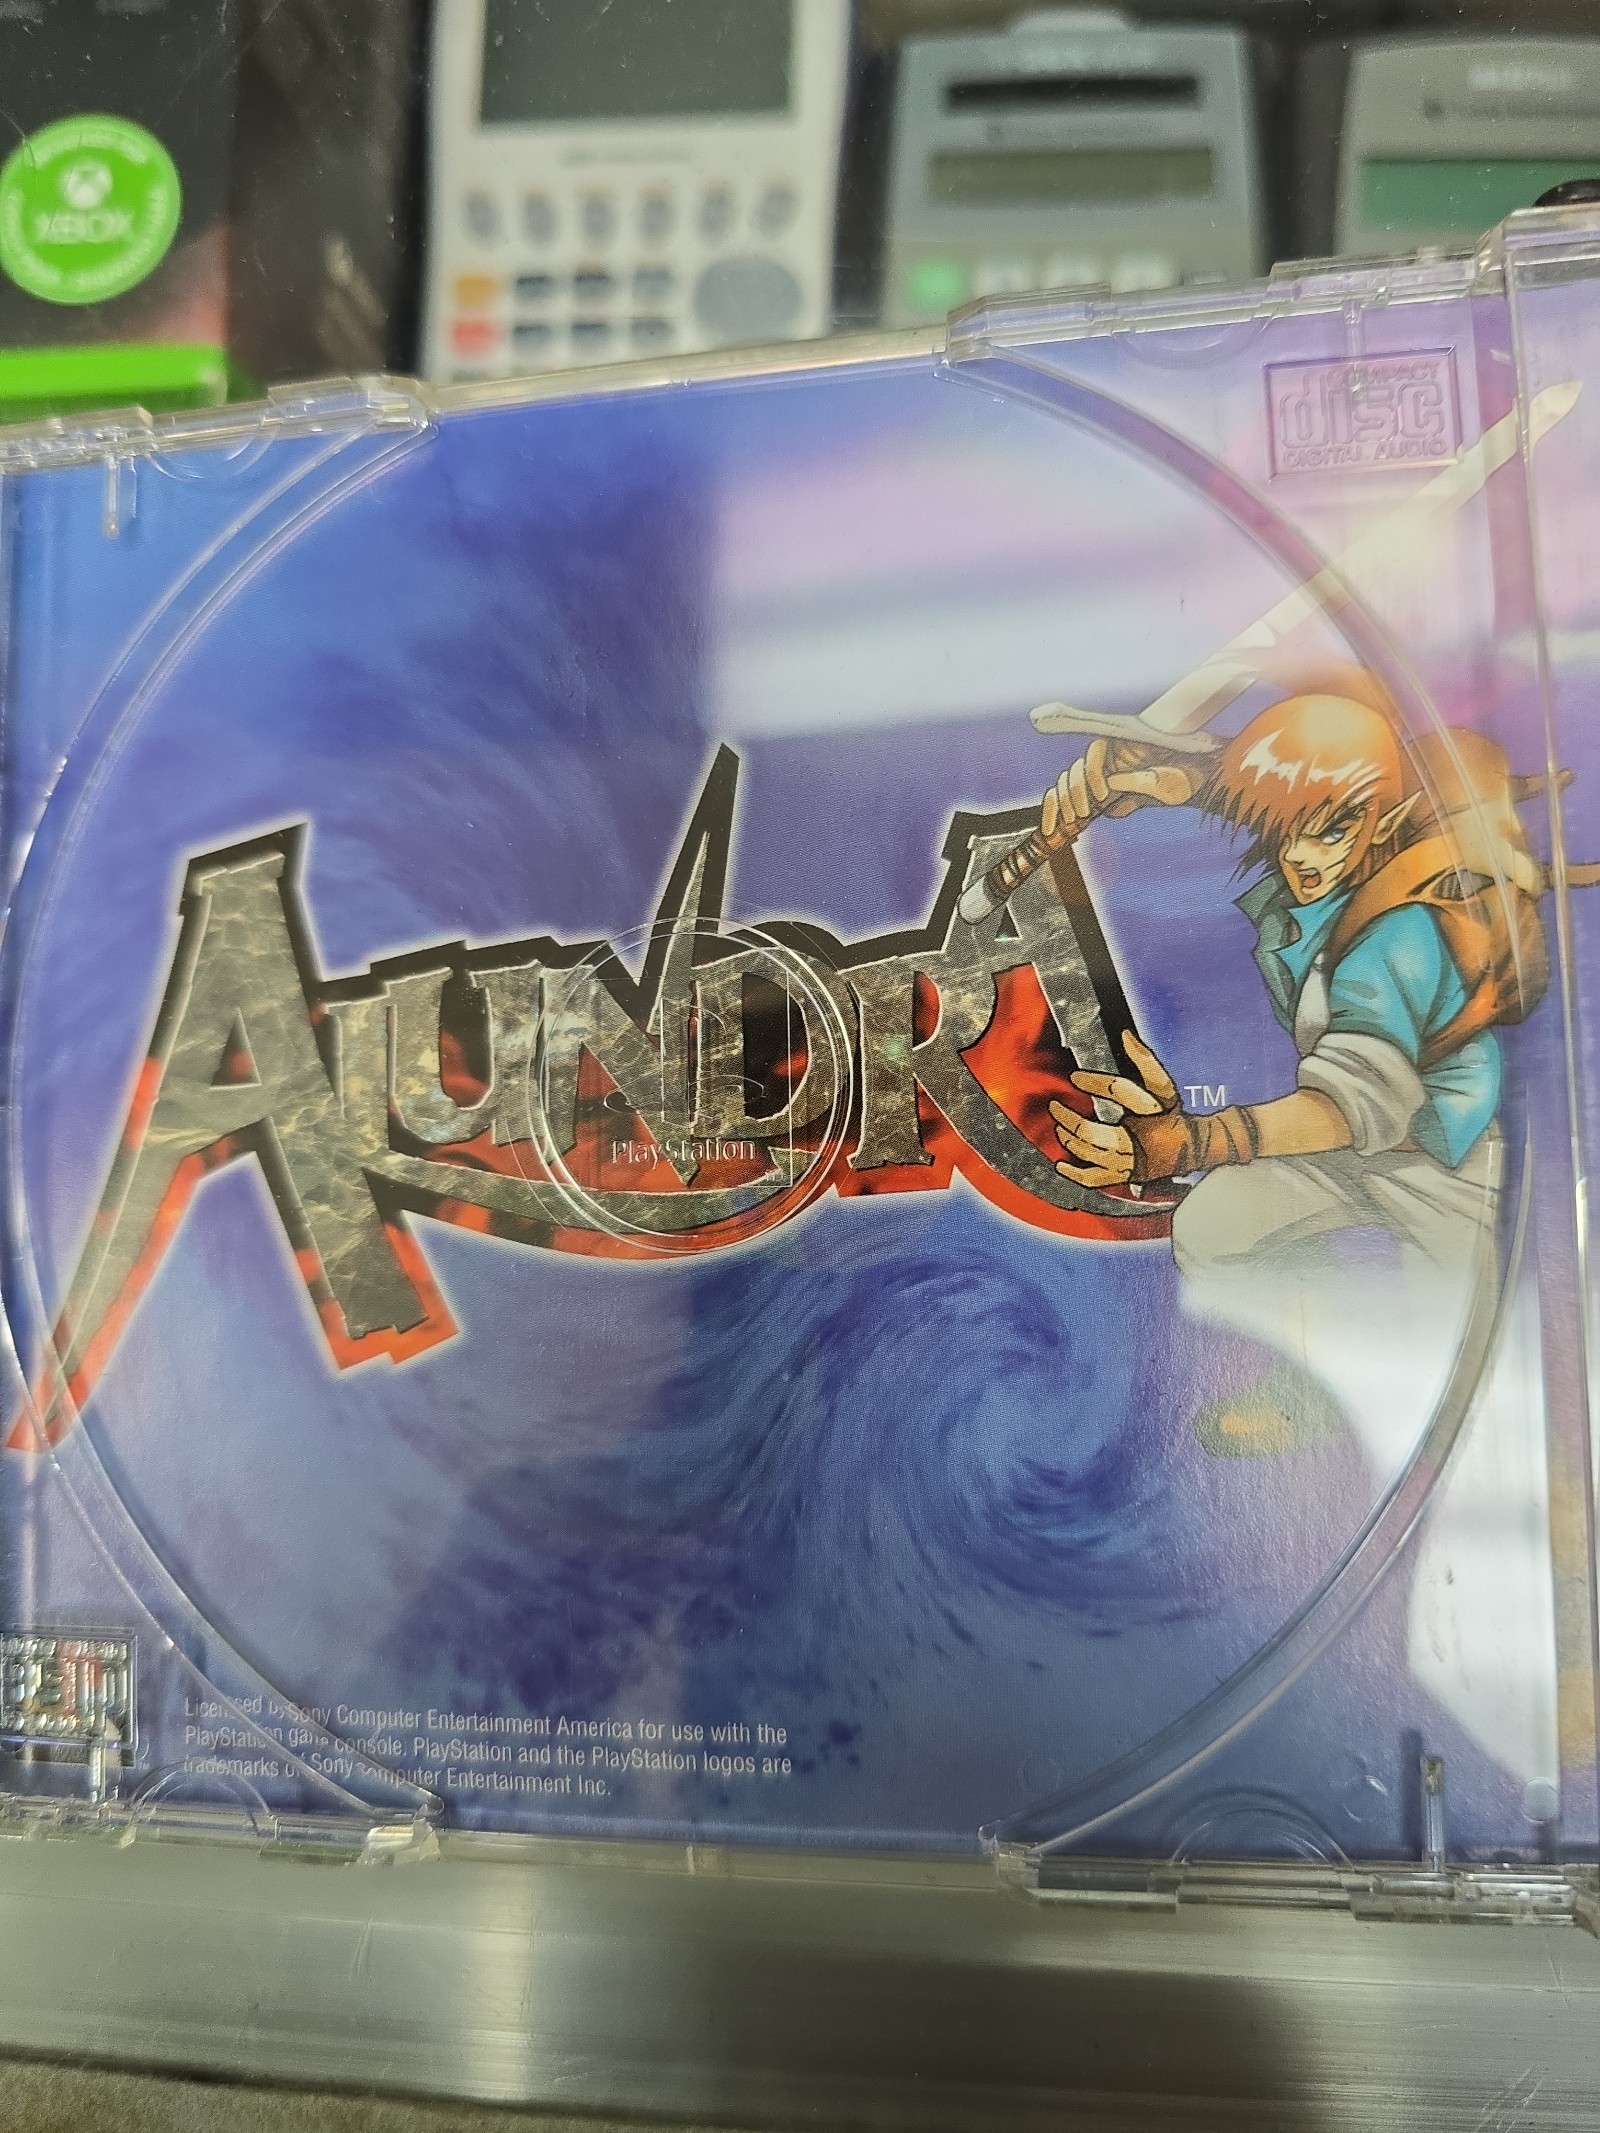 XBOX
COMPACT
disc
DIGITAL AUDIO
ALUNDRA
TM
PlayStation
Licensed by Sony Computer Entertainment America for use with the
PlayStation game console. PlayStation and the PlayStation logos are
trademarks of Sony Computer Entertainment Inc.